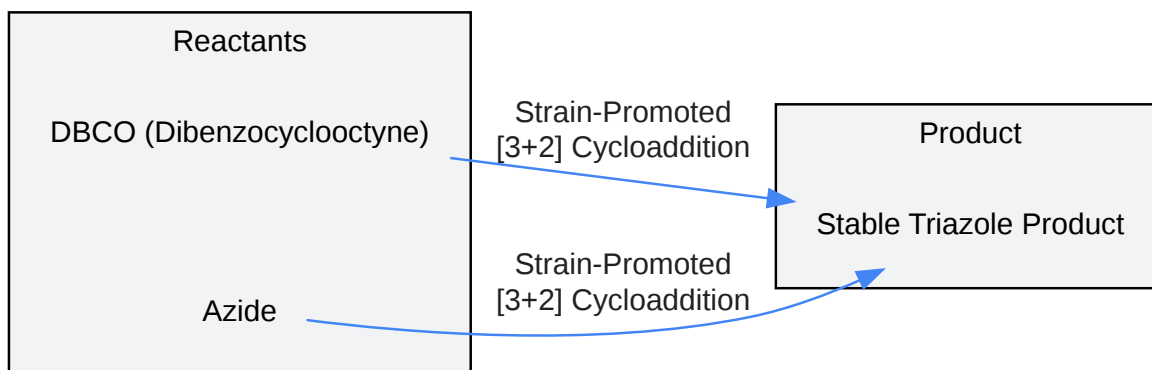 Reactants
DBCO (Dibenzocyclooctyne)
Azide
Strain-Promoted
[3+2] Cycloaddition
Strain-Promoted
[3+2] Cycloaddition
Product
Stable Triazole Product